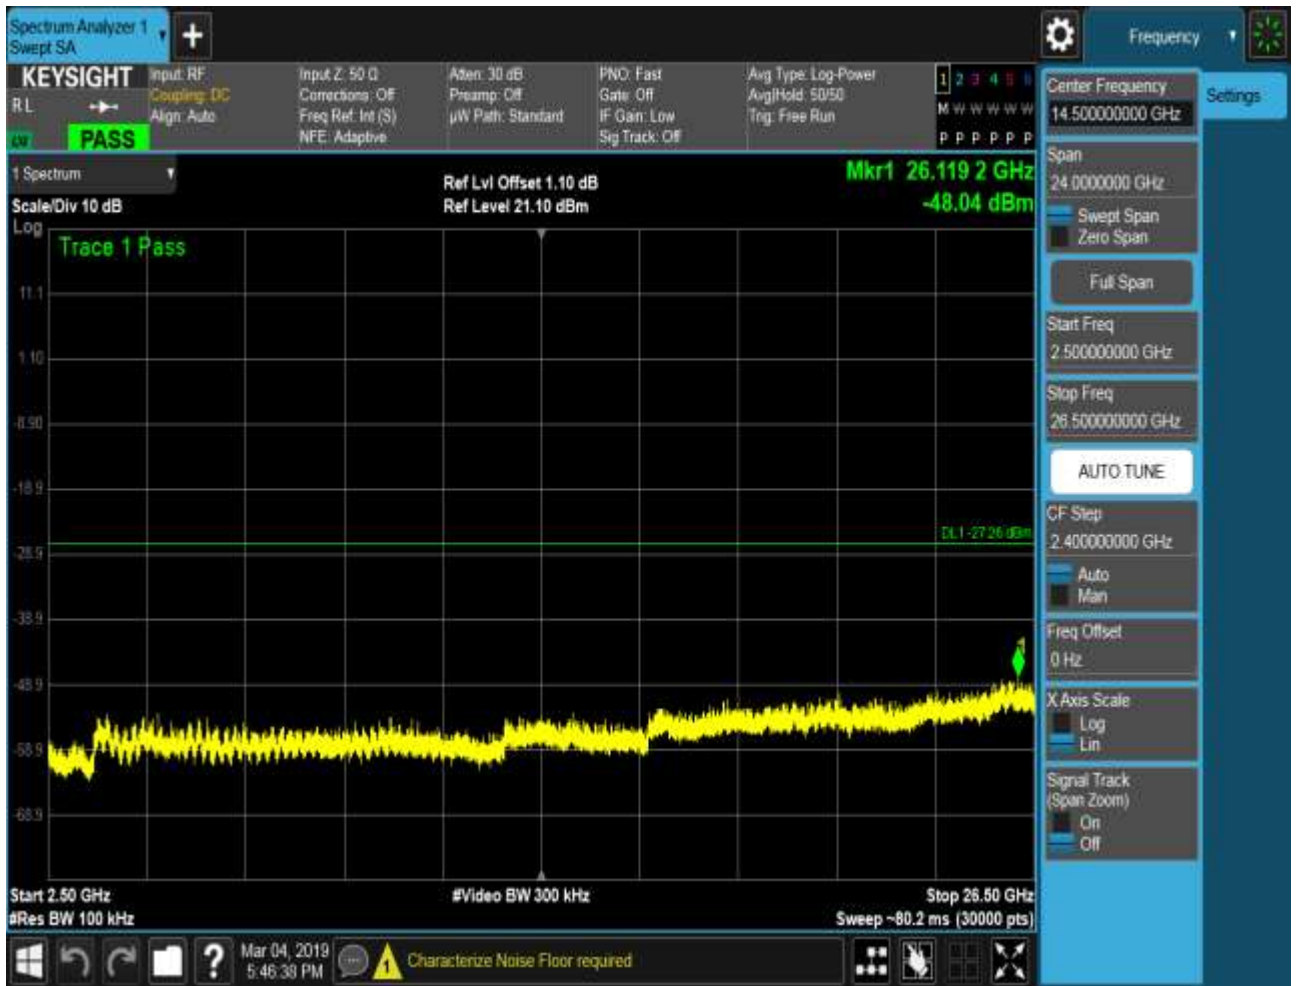 Spectrum Analyzer 1
Swept SA
Frequency
KEYSIGHT
R L
PASS
Input: RF
Coupling: DC
Align: Auto
Input Z: 50 Ω
Corrections: Off
Freq Ref: Int (S)
NFE: Adaptive
Atten: 30 dB
Preamp: Off
µW Path: Standard
PNO: Fast
Gate: Off
IF Gain: Low
Sig Track: Off
Avg Type: Log-Power
Avg|Hold: 50/50
Trig: Free Run
1 2 3 4 5 6
M W W W W W
P P P P P P
1 Spectrum
Scale/Div 10 dB
Ref Lvl Offset 1.10 dB
Ref Level 21.10 dBm
Mkr1 26.119 2 GHz
-48.04 dBm
Log
Trace 1 Pass
11.1
1.10
-8.90
-18.9
-28.9
-38.9
-48.9
-58.9
-68.9
DL1 -27.26 dBm
Start 2.50 GHz
#Video BW 300 kHz
Stop 26.50 GHz
#Res BW 100 kHz
Sweep ~80.2 ms (30000 pts)
Mar 04, 2019
5:46:38 PM
1
Characterize Noise Floor required
Center Frequency
14.500000000 GHz
Settings
Span
24.0000000 GHz
Swept Span
Zero Span
Full Span
Start Freq
2.500000000 GHz
Stop Freq
26.500000000 GHz
AUTO TUNE
CF Step
2.400000000 GHz
Auto
Man
Freq Offset
0 Hz
X Axis Scale
Log
Lin
Signal Track
(Span Zoom)
On
Off